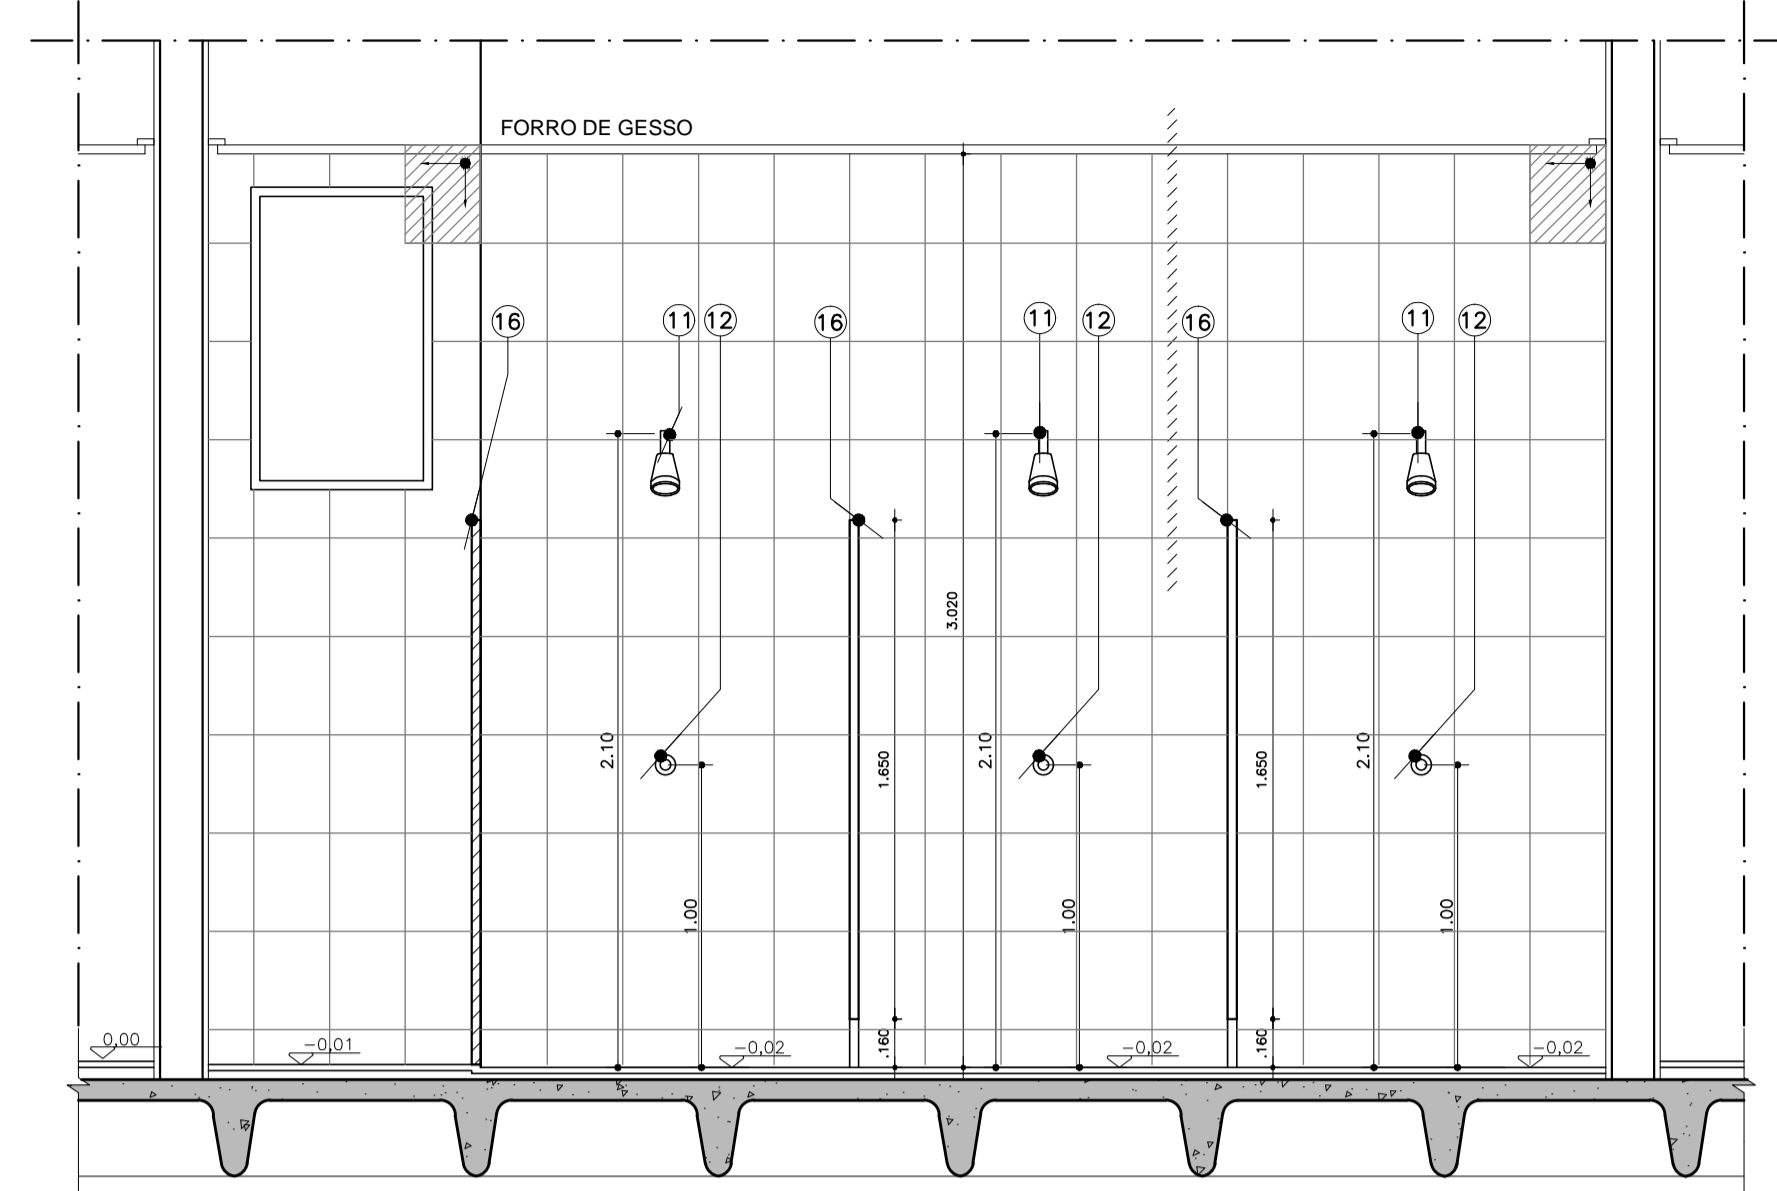 FORRO DE GESSO
16 11 12 16 11 12 16 11 12
3.020
2.10 1.650 2.10 1.650 2.10
1.00 1.00 1.00
.160 .160
0,00 -0,01 -0,02 -0,02 -0,02